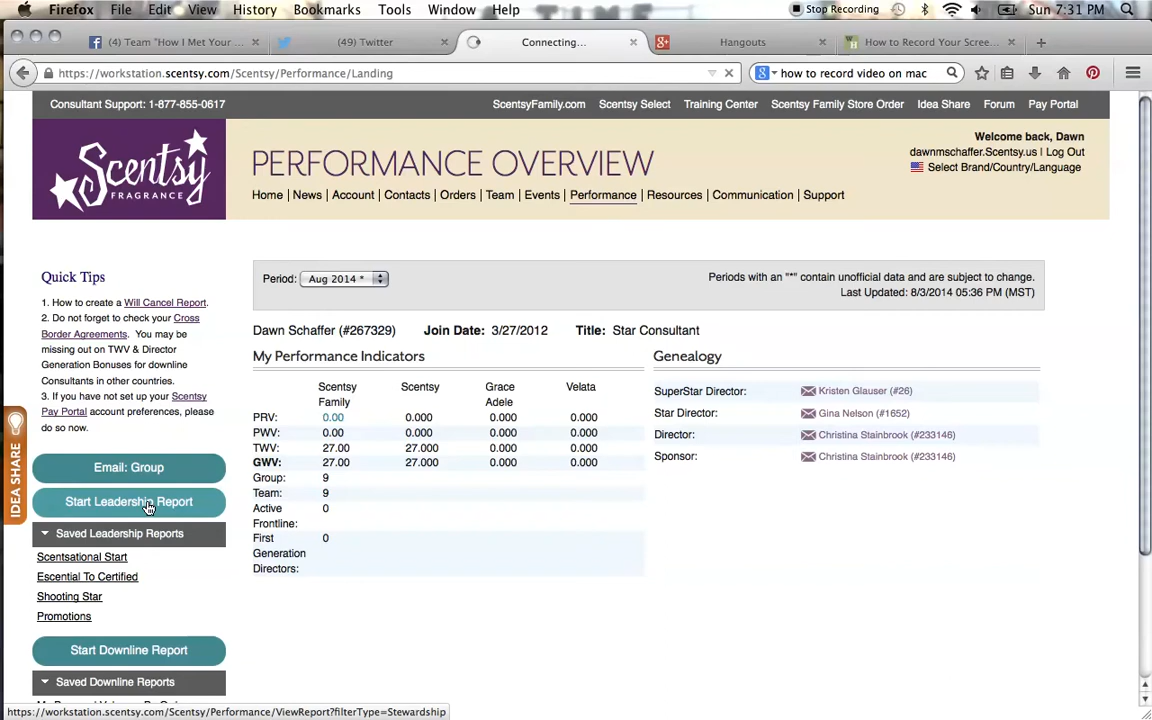 Firefox File Edit View History Bookmarks Tools Window Help Stop Recording Sun 7:31 PM
(4) Team "How I Met Your ... × (49) Twitter × Connecting... × Hangouts × How to Record Your Scree... × +
https://workstation.scentsy.com/Scentsy/Performance/Landing how to record video on mac
Consultant Support: 1-877-855-0617 ScentsyFamily.com Scentsy Select Training Center Scentsy Family Store Order Idea Share Forum Pay Portal
Scentsy
FRAGRANCE
PERFORMANCE OVERVIEW
Welcome back, Dawn
dawnmschaffer.Scentsy.us | Log Out
Select Brand/Country/Language
Home | News | Account | Contacts | Orders | Team | Events | Performance | Resources | Communication | Support
Quick Tips
1. How to create a Will Cancel Report.
2. Do not forget to check your Cross
Border Agreements. You may be
missing out on TWV & Director
Generation Bonuses for downline
Consultants in other countries.
3. If you have not set up your Scentsy
Pay Portal account preferences, please
do so now.
IDEA SHARE
Email: Group
Start Leadership Report
Saved Leadership Reports
Scentsational Start
Escential To Certified
Shooting Star
Promotions
Start Downline Report
Saved Downline Reports
Period: Aug 2014 *
Periods with an "*" contain unofficial data and are subject to change.
Last Updated: 8/3/2014 05:36 PM (MST)
Dawn Schaffer (#267329) Join Date: 3/27/2012 Title: Star Consultant
My Performance Indicators
Scentsy Family Scentsy Grace Adele Velata
PRV: 0.00 0.000 0.000 0.000
PWV: 0.00 0.000 0.000 0.000
TWV: 27.00 27.000 0.000 0.000
GWV: 27.00 27.000 0.000 0.000
Group: 9
Team: 9
Active Frontline: 0
First Generation Directors: 0
Genealogy
SuperStar Director: Kristen Glauser (#26)
Star Director: Gina Nelson (#1652)
Director: Christina Stainbrook (#233146)
Sponsor: Christina Stainbrook (#233146)
https://workstation.scentsy.com/Scentsy/Performance/ViewReport?filterType=Stewardship